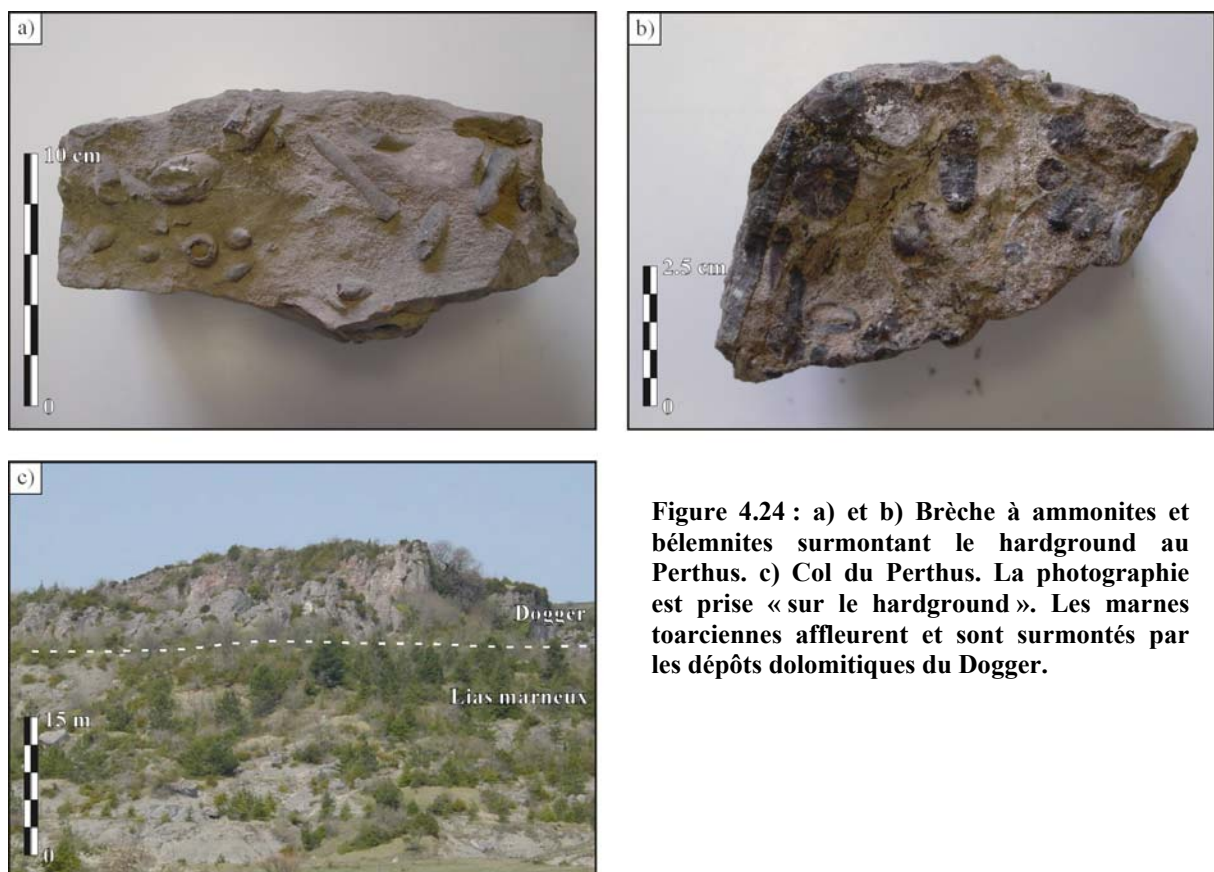 a)
10 cm
0
b)
2.5 cm
0
c)
Dogger
Lias marneux
15 m
0
Figure 4.24 : a) et b) Brèche à ammonites et
bélemnites surmontant le hardground au
Perthus. c) Col du Perthus. La photographie
est prise « sur le hardground ». Les marnes
toarciennes affleurent et sont surmontés par
les dépôts dolomitiques du Dogger.